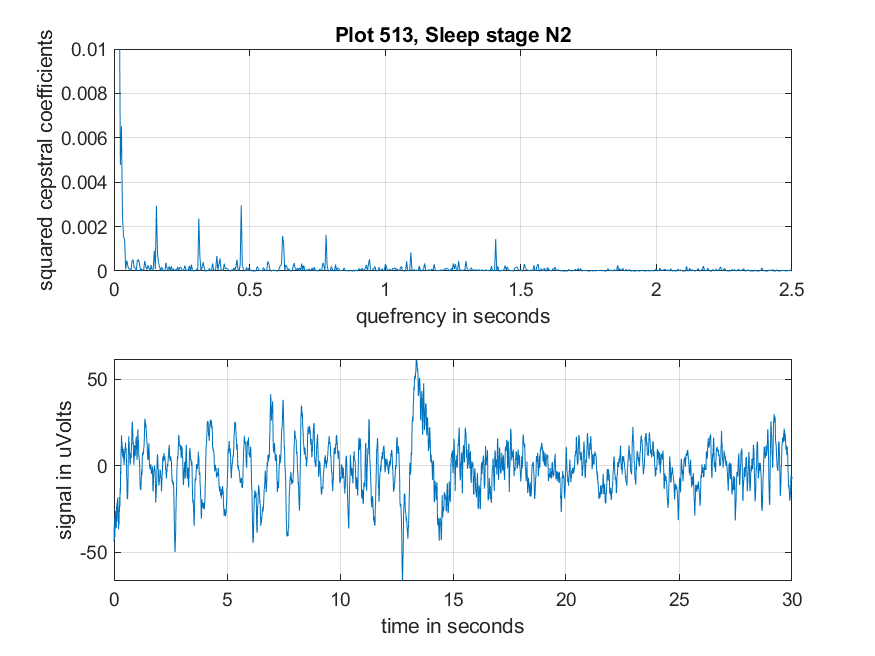 Plot 513, Sleep stage N2
squared cepstral coefficients
0.01
0.008
0.006
0.004
0.002
0
0 0.5 1 1.5 2 2.5
quefrency in seconds
signal in uVolts
50
0
-50
0 5 10 15 20 25 30
time in seconds